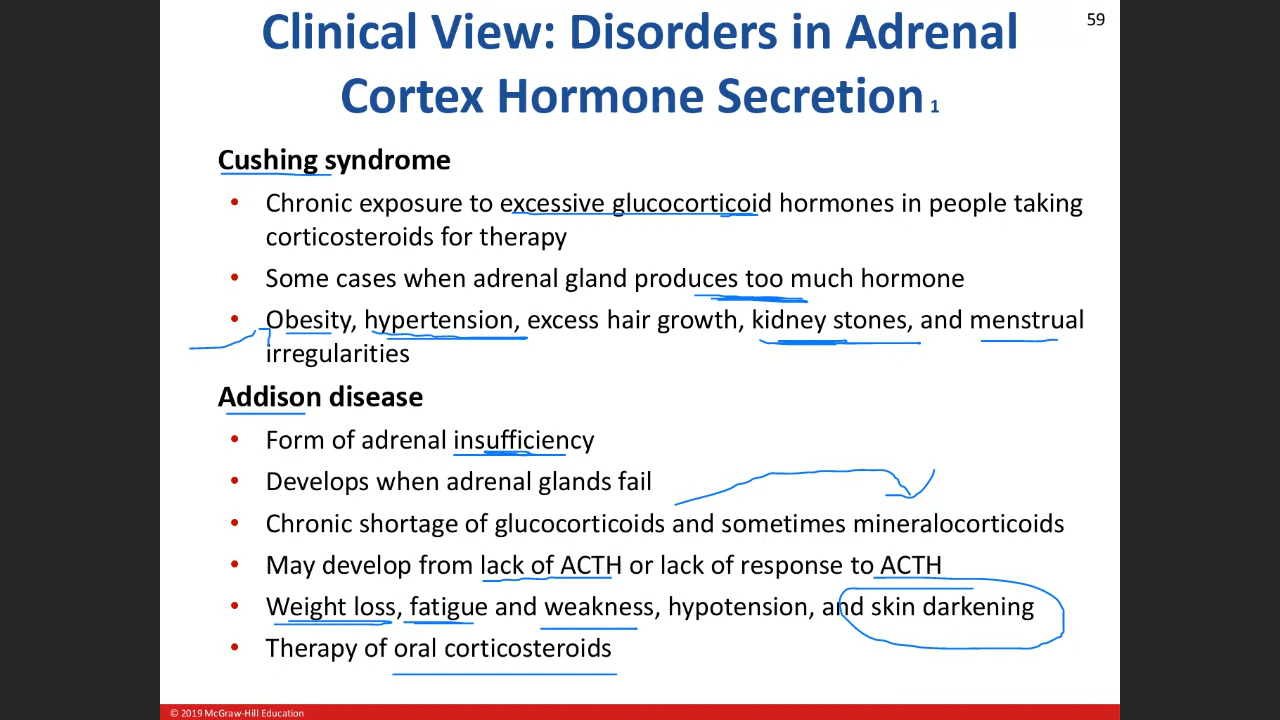 59
Clinical View: Disorders in Adrenal
Cortex Hormone Secretion 1
Cushing syndrome
• Chronic exposure to excessive glucocorticoid hormones in people taking
corticosteroids for therapy
• Some cases when adrenal gland produces too much hormone
• Obesity, hypertension, excess hair growth, kidney stones, and menstrual
irregularities
Addison disease
• Form of adrenal insufficiency
• Develops when adrenal glands fail
• Chronic shortage of glucocorticoids and sometimes mineralocorticoids
• May develop from lack of ACTH or lack of response to ACTH
• Weight loss, fatigue and weakness, hypotension, and skin darkening
• Therapy of oral corticosteroids
© 2019 McGraw-Hill Education